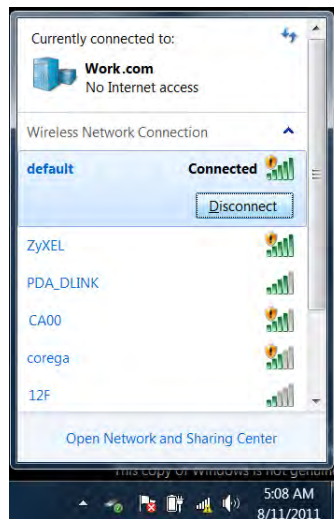 Currently connected to:
Work.com
No Internet access
Wireless Network Connection
default Connected
Disconnect
ZyXEL
PDA_DLINK
CA00
corega
12F
Open Network and Sharing Center
This copy of Windows is not genuin
5:08 AM
8/11/2011